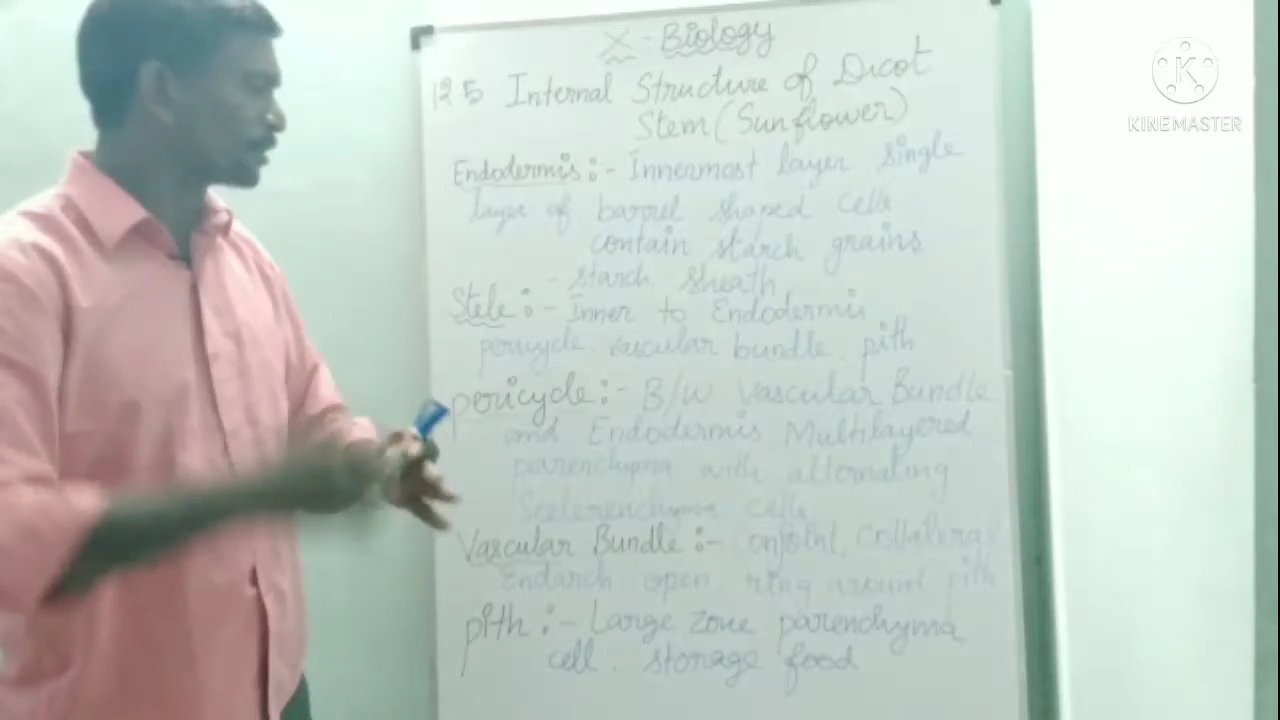 X - Biology
12 5 Internal Structure of Dicot
Stem (Sunflower)
Endodermis :- Innermost layer. single
layer of barrel shaped cells
contain starch grains
- starch sheath
Stele :- Inner to Endodermis
pericycle. vascular bundle. pith
pericycle :- B/W Vascular Bundle
and Endodermis Multilayered
parenchyma with alternating
Scelerenchyma cells
Vascular Bundle :- onjoint, Collateral
Endarch open. ring around pith
pith :- Large zone parenchyma
cell. storage food
K
KINEMASTER